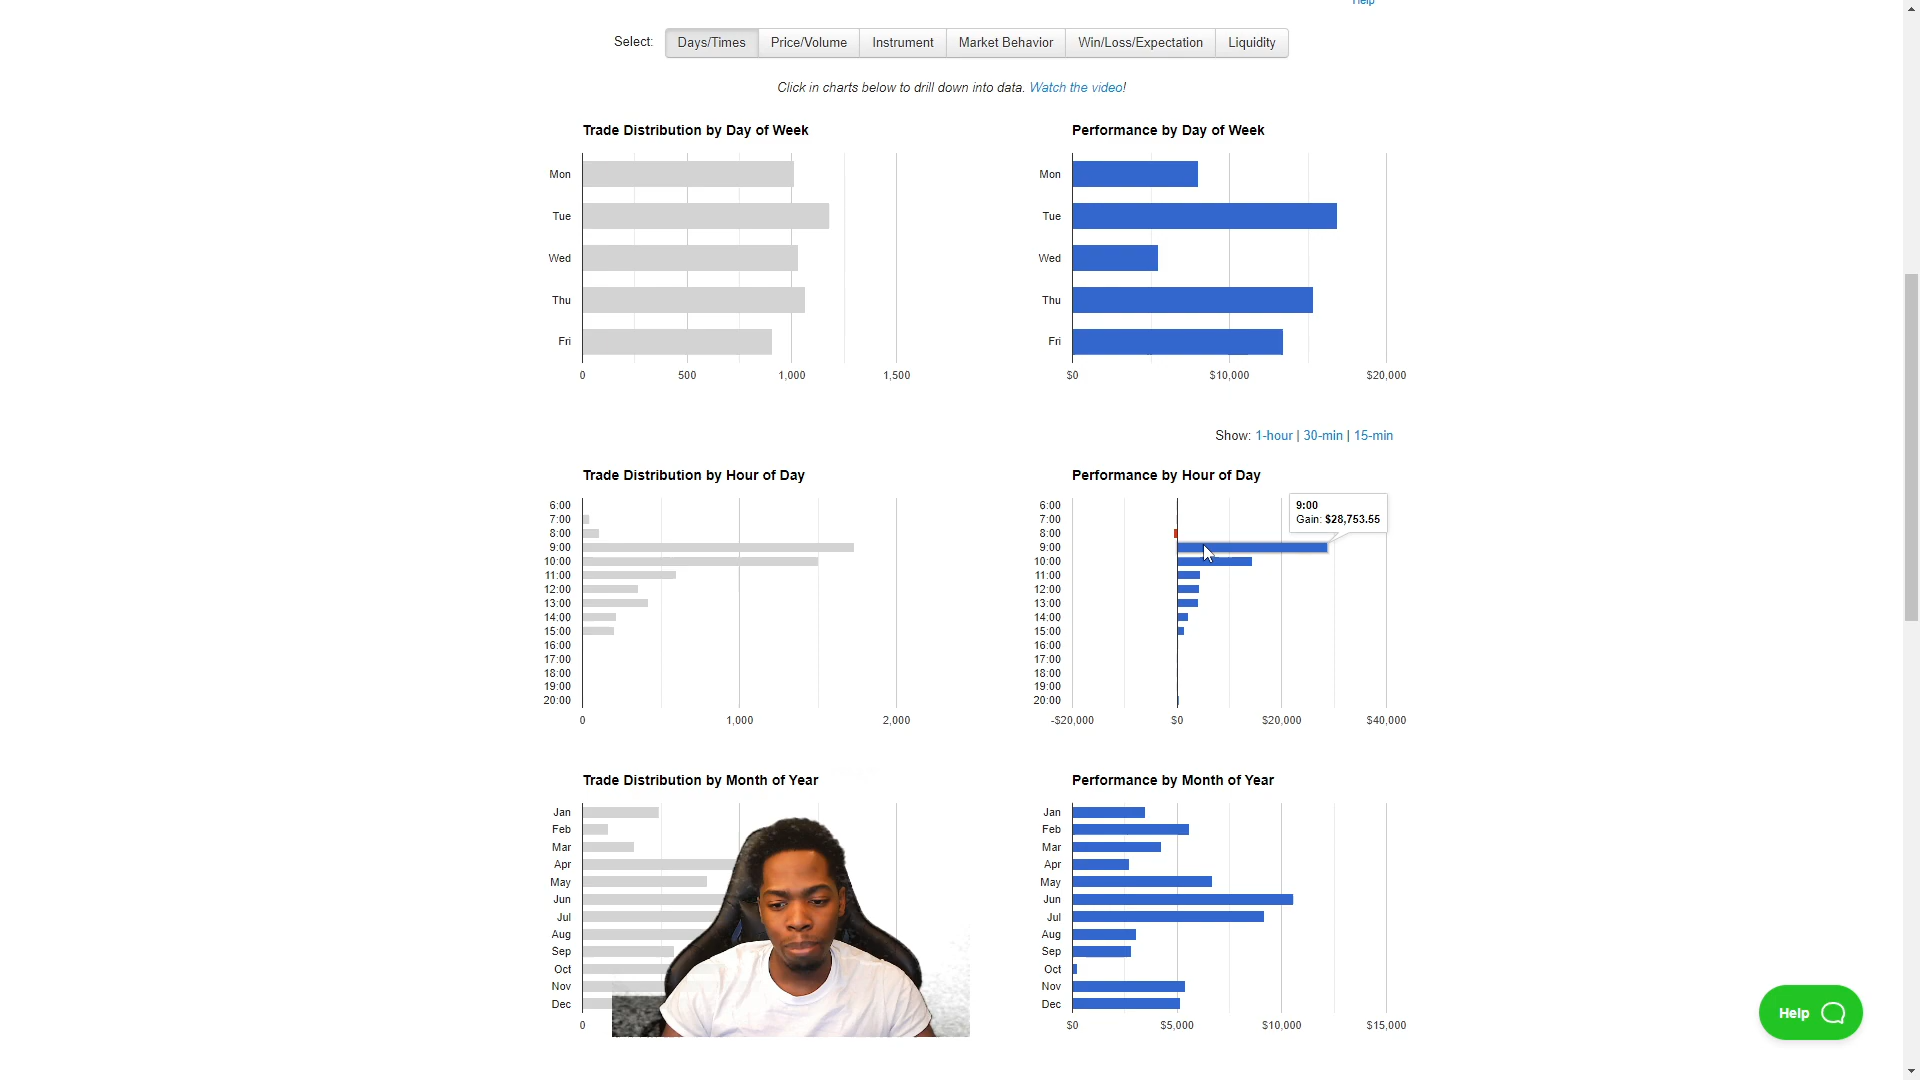 Help
Select: Days/Times Price/Volume Instrument Market Behavior Win/Loss/Expectation Liquidity
Click in charts below to drill down into data. Watch the video!
Trade Distribution by Day of Week
Mon
Tue
Wed
Thu
Fri
0 500 1,000 1,500
Performance by Day of Week
Mon
Tue
Wed
Thu
Fri
$0 $10,000 $20,000
Show: 1-hour | 30-min | 15-min
Trade Distribution by Hour of Day
6:00
7:00
8:00
9:00
10:00
11:00
12:00
13:00
14:00
15:00
16:00
17:00
18:00
19:00
20:00
0 1,000 2,000
Performance by Hour of Day
9:00
Gain: $28,753.55
6:00
7:00
8:00
9:00
10:00
11:00
12:00
13:00
14:00
15:00
16:00
17:00
18:00
19:00
20:00
-$20,000 $0 $20,000 $40,000
Trade Distribution by Month of Year
Jan
Feb
Mar
Apr
May
Jun
Jul
Aug
Sep
Oct
Nov
Dec
0
Performance by Month of Year
Jan
Feb
Mar
Apr
May
Jun
Jul
Aug
Sep
Oct
Nov
Dec
$0 $5,000 $10,000 $15,000
Help